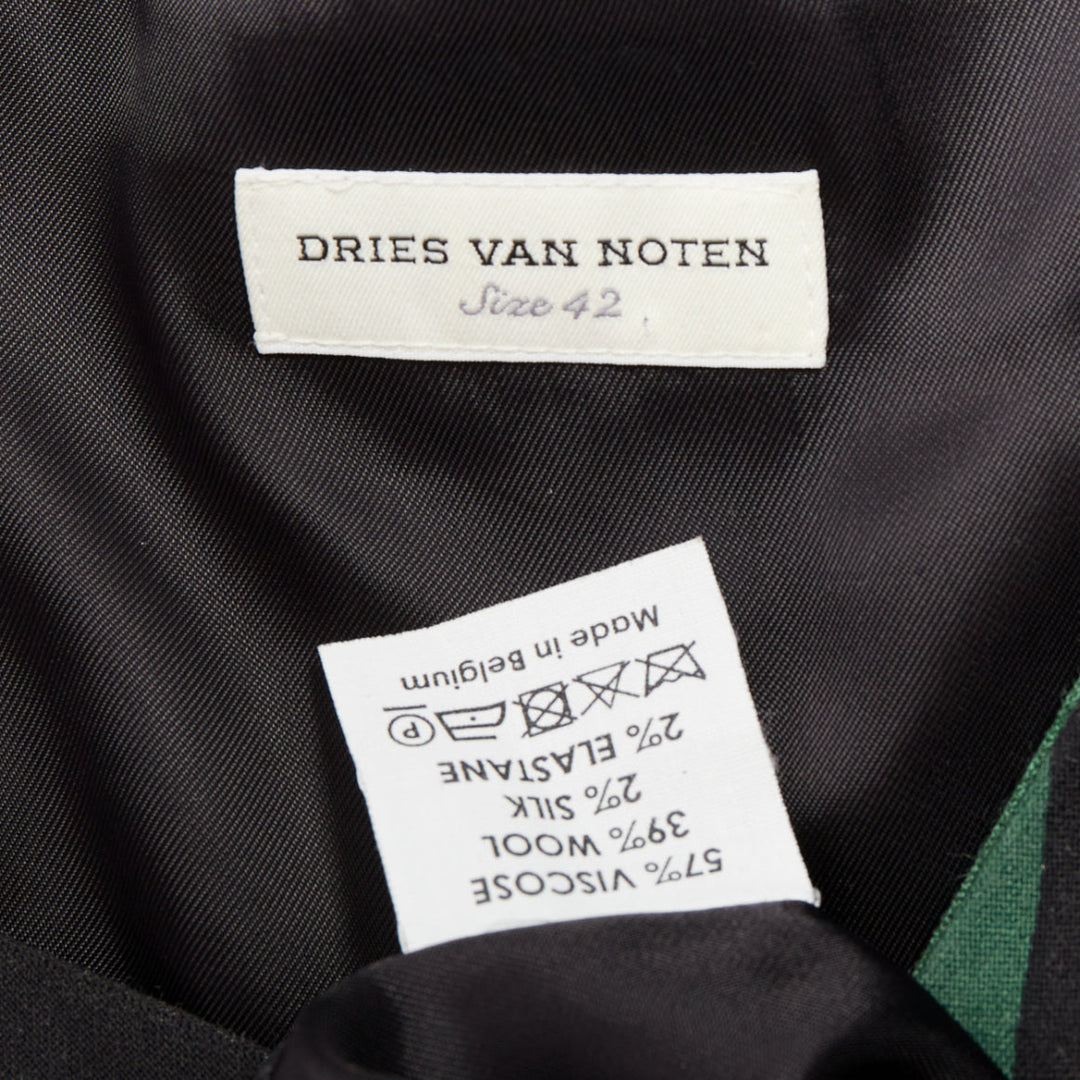 DRIES VAN NOTEN
Size 42
57% VISCOSE
39% WOOL
2% SILK
2% ELASTANE
P
Made in Belgium